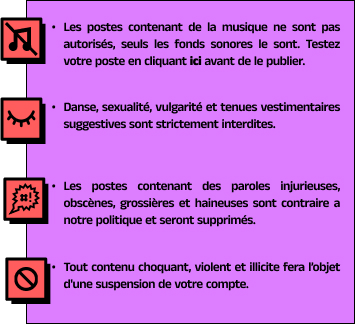 • Les postes contenant de la musique ne sont pas
autorisés, seuls les fonds sonores le sont. Testez
votre poste en cliquant ici avant de le publier.
• Danse, sexualité, vulgarité et tenues vestimentaires
suggestives sont strictement interdites.
#!
• Les postes contenant des paroles injurieuses,
obscènes, grossières et haineuses sont contraire a
notre politique et seront supprimés.
• Tout contenu choquant, violent et illicite fera l'objet
d'une suspension de votre compte.